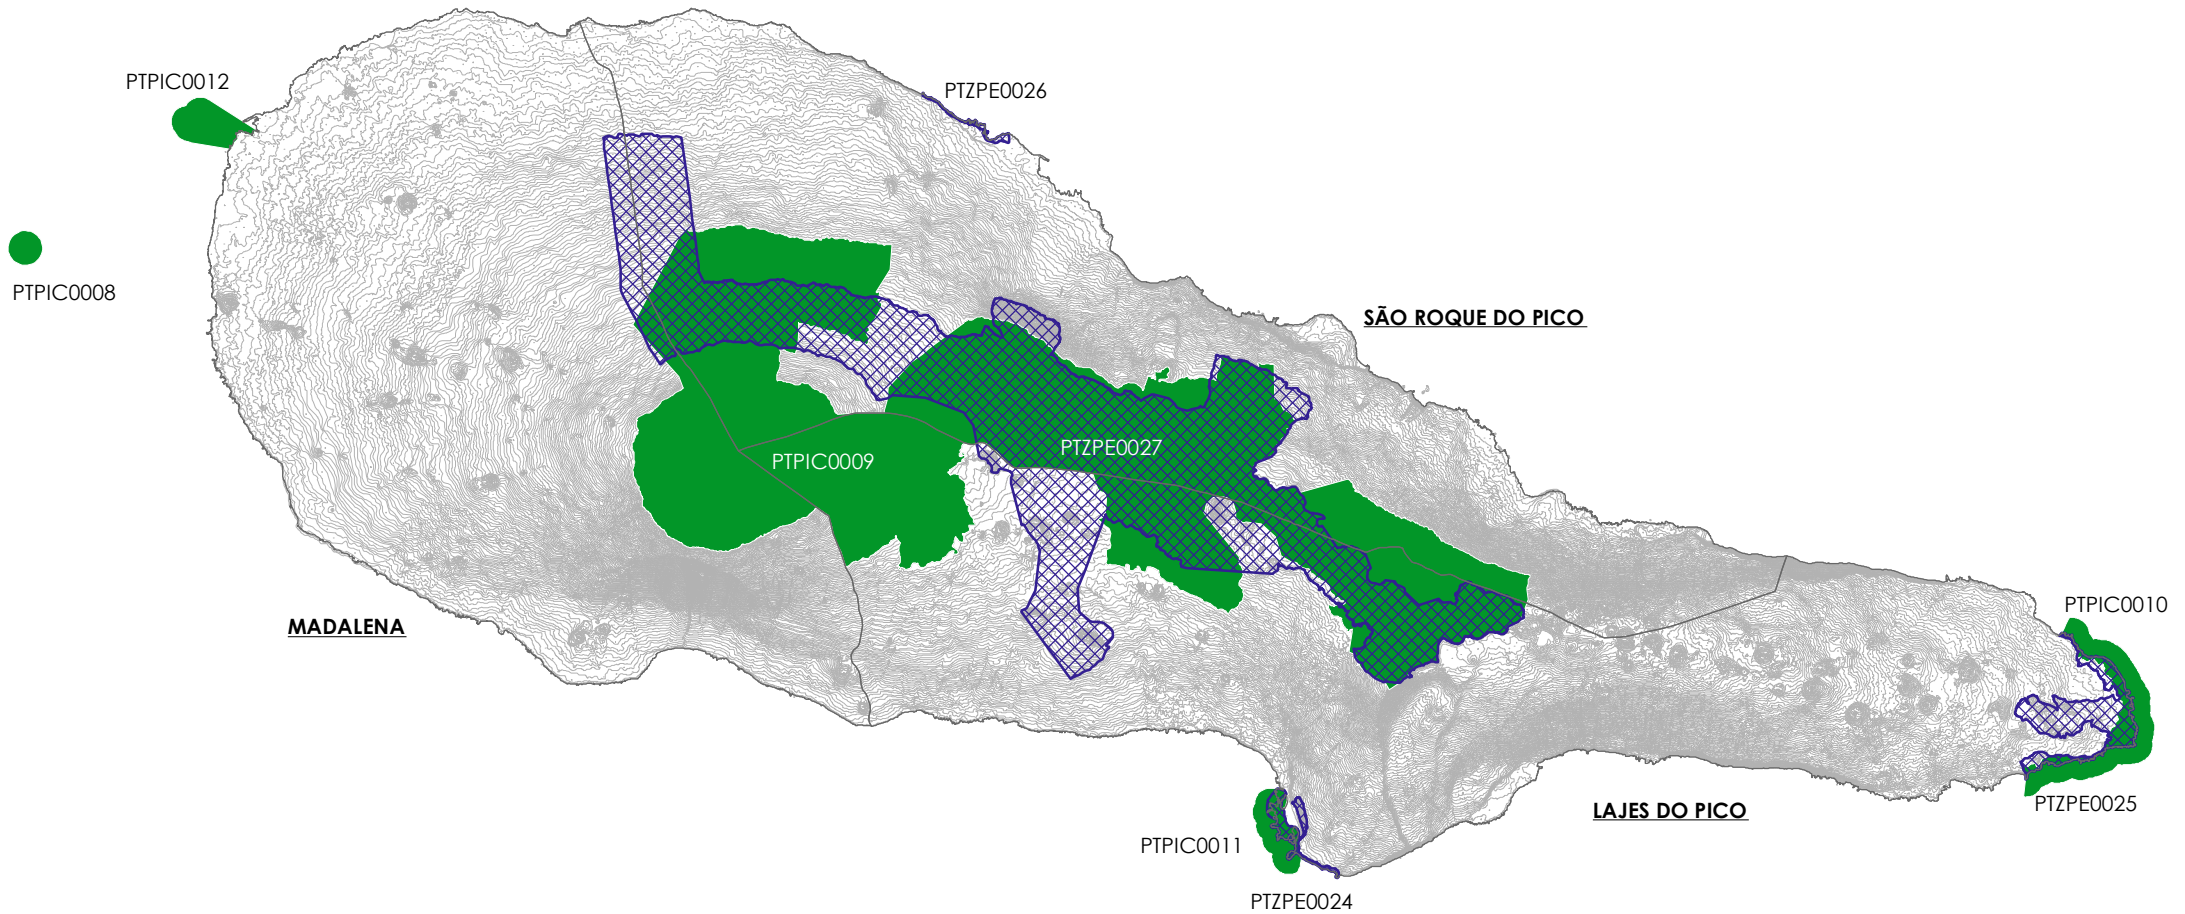 PTPIC0012
PTZPE0026
PTPIC0008
SÃO ROQUE DO PICO
PTZPE0027
PTPIC0009
PTPIC0010
MADALENA
PTZPE0025
LAJES DO PICO
PTPIC0011
PTZPE0024